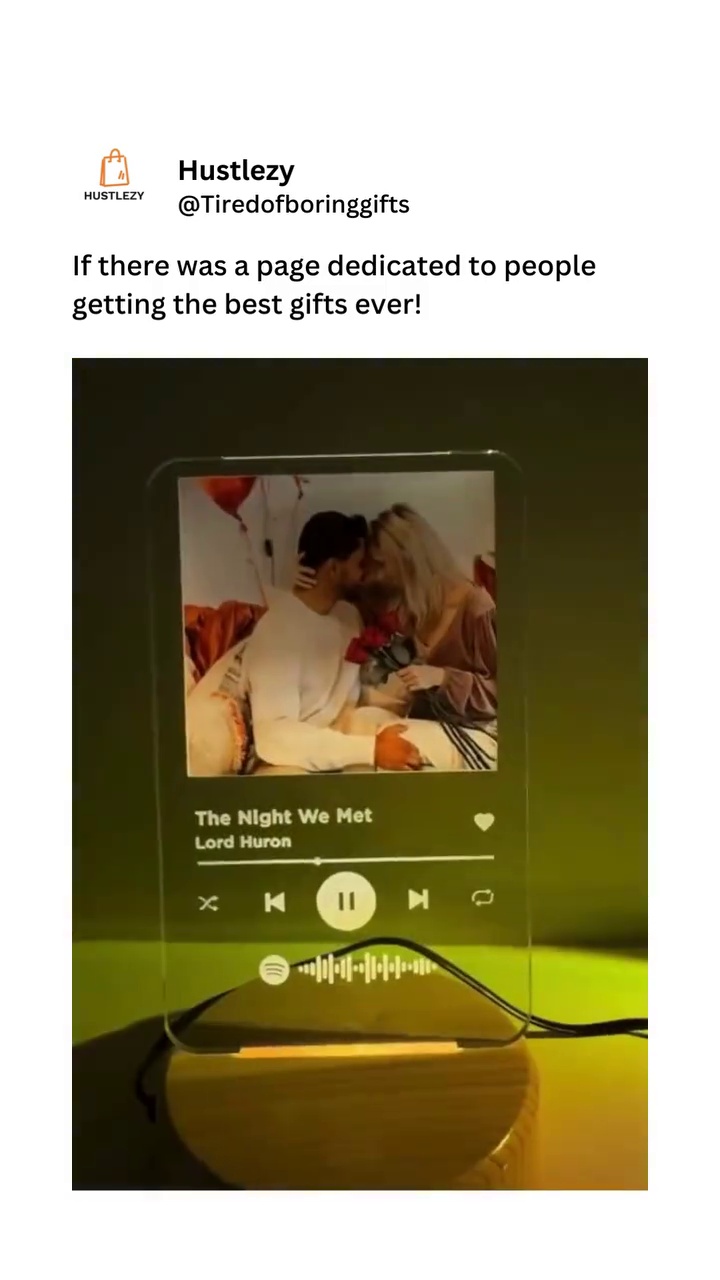 HUSTLEZY
Hustlezy
@Tiredofboringgifts
If there was a page dedicated to people
getting the best gifts ever!
The Night We Met
Lord Huron